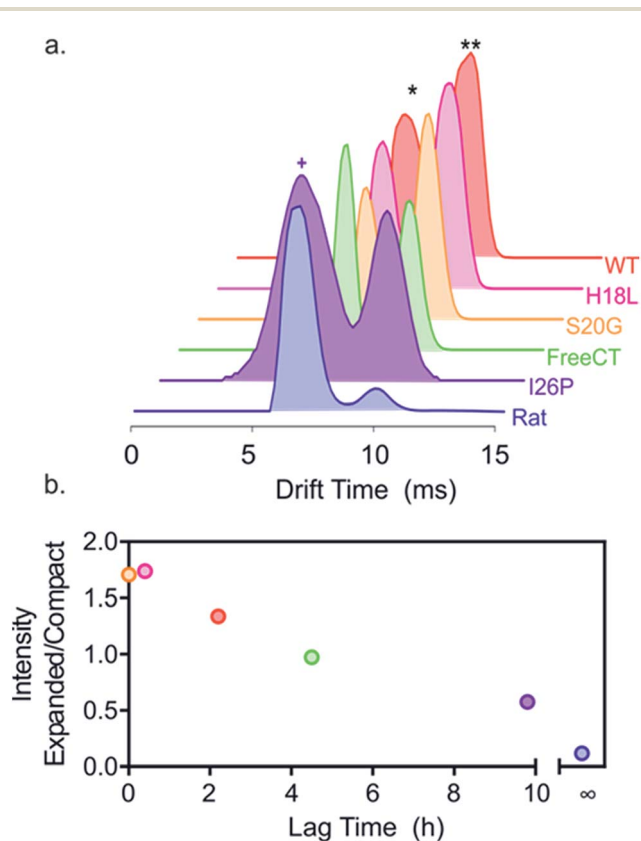 a.
**
*
+
WT
H18L
S20G
FreeCT
I26P
Rat
0 5 10 15
Drift Time (ms)
b.
Intensity
Expanded/Compact
2.0
1.5
1.0
0.5
0.0
0 2 4 6 8 10 ∞
Lag Time (h)